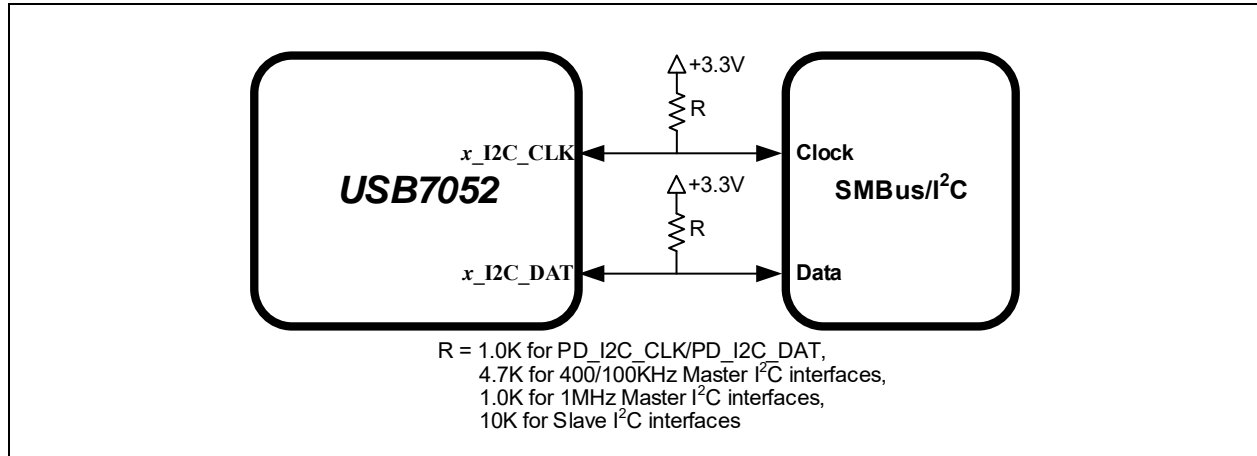 +3.3V
R
x_I2C_CLK
Clock
USB7052
+3.3V
SMBus/I²C
R
x_I2C_DAT
Data
R = 1.0K for PD_I2C_CLK/PD_I2C_DAT,
4.7K for 400/100KHz Master I²C interfaces,
1.0K for 1MHz Master I²C interfaces,
10K for Slave I²C interfaces